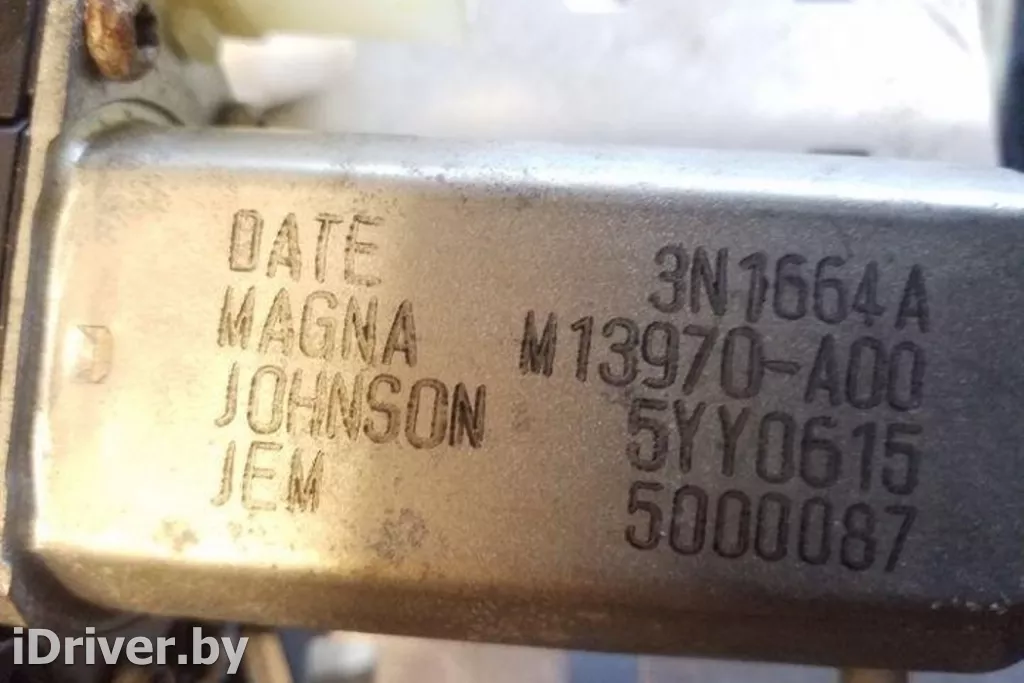 DATE 3N1664A
MAGNA M13970-A00
JOHNSON 5YY0615
JEM 5000087
iDriver.by